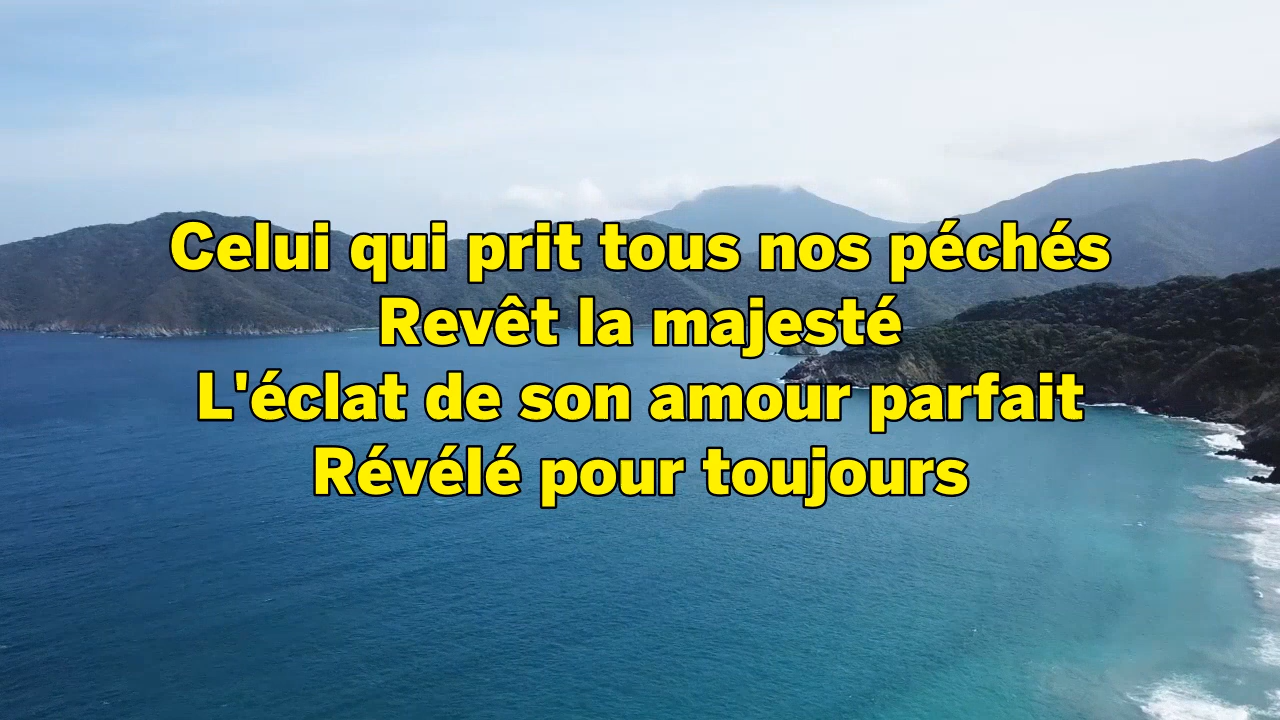 Celui qui prit tous nos péchés
Revêt la majesté
L'éclat de son amour parfait
Révélé pour toujours